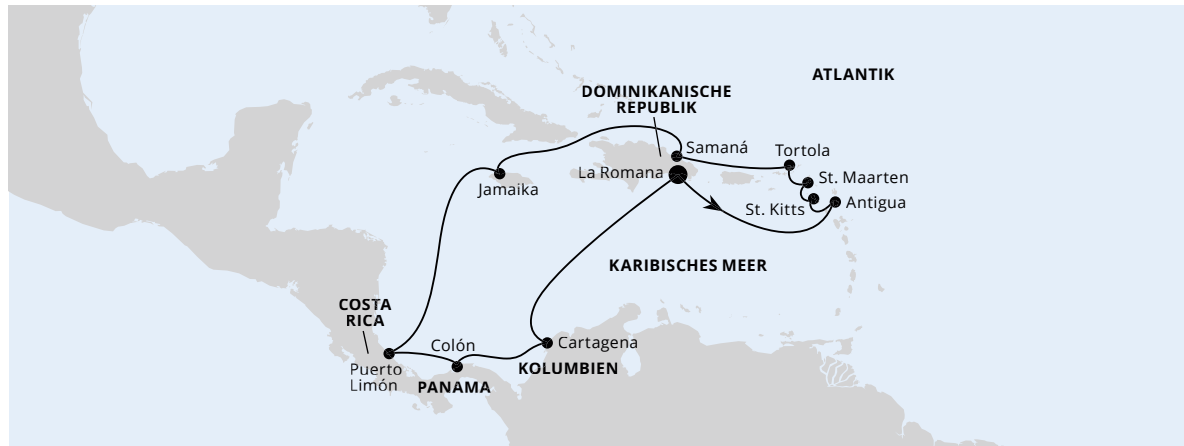 ATLANTIK
DOMINIKANISCHE
REPUBLIK
Samaná
Tortola
La Romana
St. Maarten
Jamaika
St. Kitts
Antigua
KARIBISCHES MEER
COSTA
RICA
Colón
Cartagena
Puerto
Limón
KOLUMBIEN
PANAMA